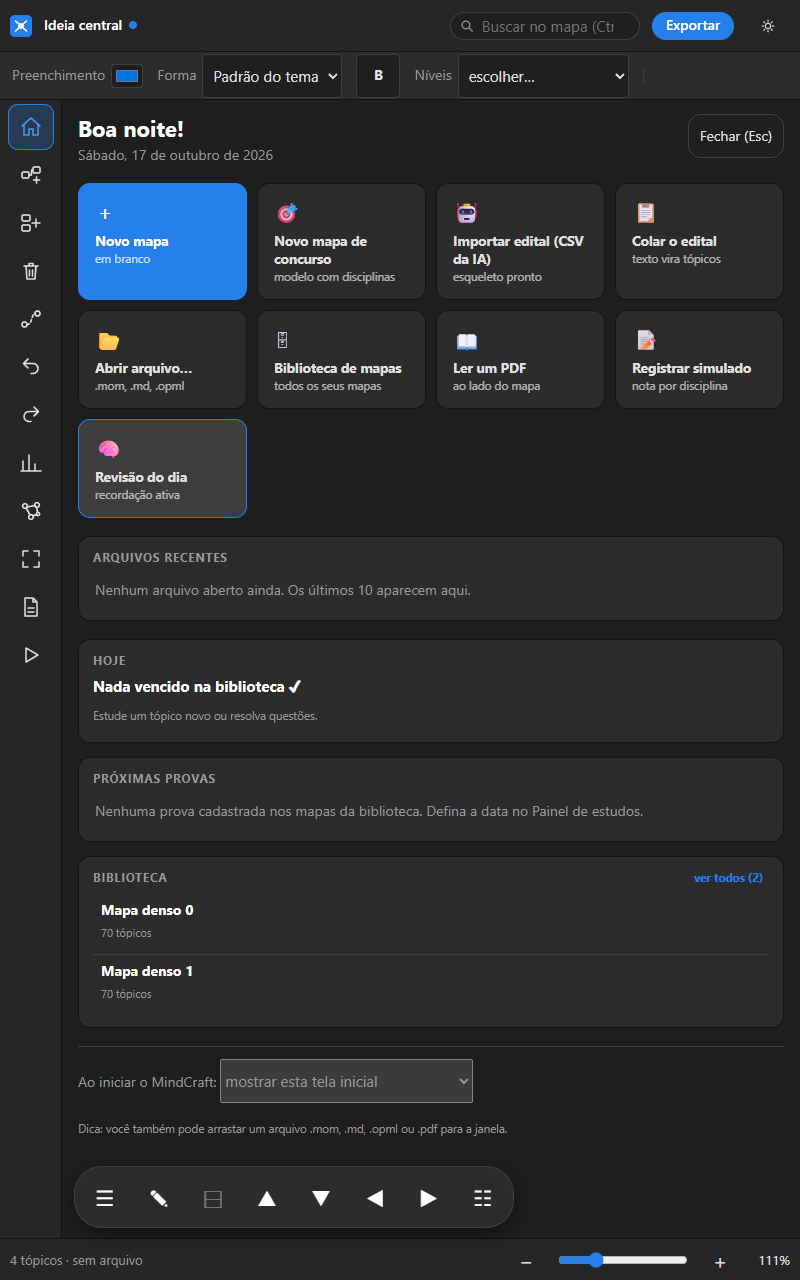 Ideia central
Buscar no mapa (Ctr
Exportar
Preenchimento
Forma
Padrão do tema
B
Níveis
escolher...
Boa noite!
Sábado, 17 de outubro de 2026
Fechar (Esc)
Novo mapa
em branco
Novo mapa de
concurso
modelo com disciplinas
Importar edital (CSV
da IA)
esqueleto pronto
Colar o edital
texto vira tópicos
Abrir arquivo...
.mom, .md, .opml
Biblioteca de mapas
todos os seus mapas
Ler um PDF
ao lado do mapa
Registrar simulado
nota por disciplina
Revisão do dia
recordação ativa
ARQUIVOS RECENTES
Nenhum arquivo aberto ainda. Os últimos 10 aparecem aqui.
HOJE
Nada vencido na biblioteca ✓
Estude um tópico novo ou resolva questões.
PRÓXIMAS PROVAS
Nenhuma prova cadastrada nos mapas da biblioteca. Defina a data no Painel de estudos.
BIBLIOTECA
ver todos (2)
Mapa denso 0
70 tópicos
Mapa denso 1
70 tópicos
Ao iniciar o MindCraft:
mostrar esta tela inicial
Dica: você também pode arrastar um arquivo .mom, .md, .opml ou .pdf para a janela.
4 tópicos · sem arquivo
111%